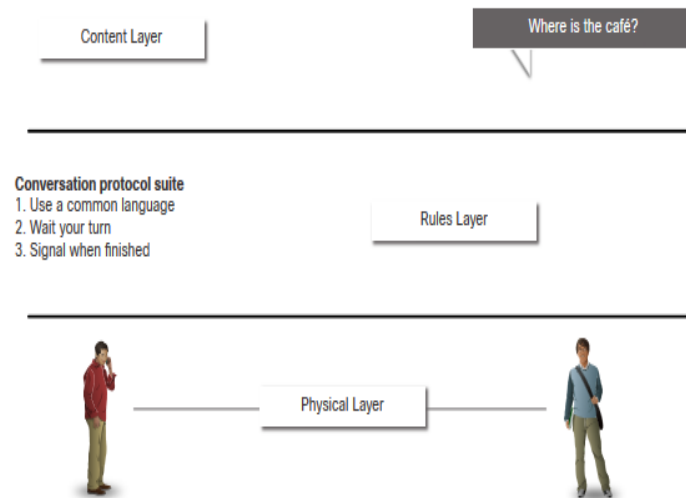 Content Layer
Where is the café?
Conversation protocol suite
1. Use a common language
2. Wait your turn
3. Signal when finished
Rules Layer
Physical Layer